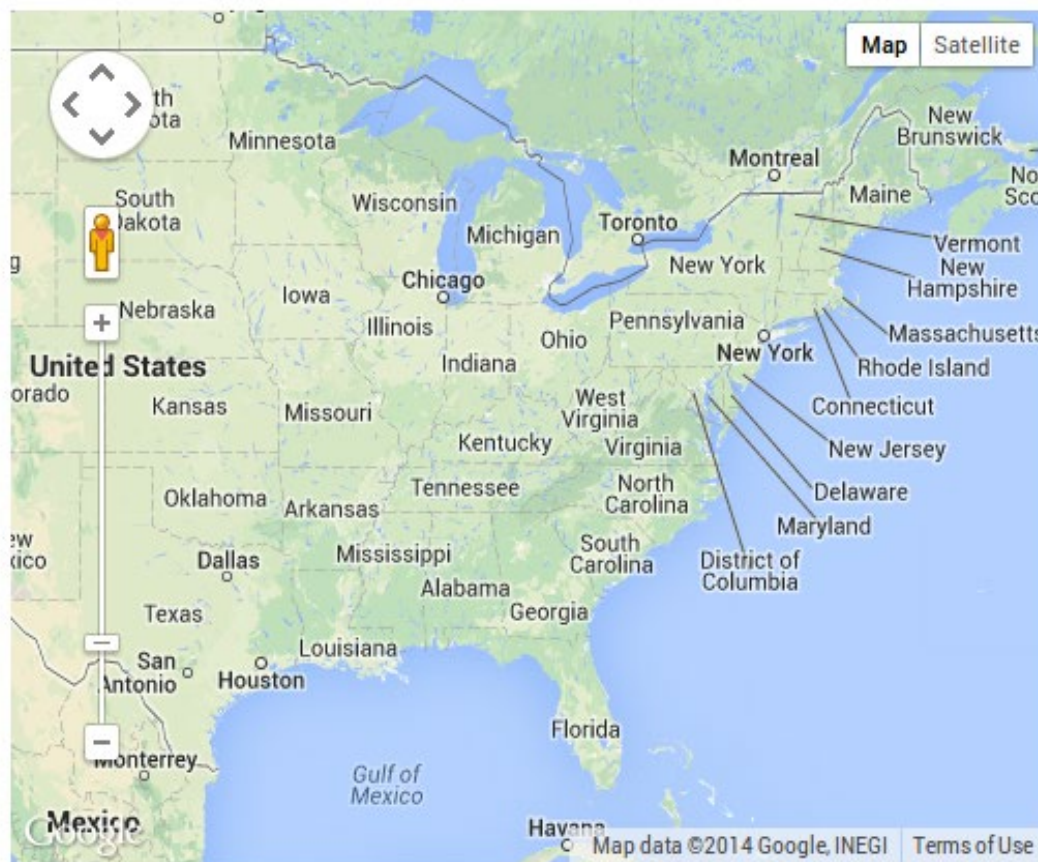 Map
Satellite
New
Brunswick
Minnesota
Montreal
Maine
South
Dakota
Wisconsin
Toronto
Michigan
Vermont
New York
New
Hampshire
Chicago
Iowa
Nebraska
Illinois
Pennsylvania
Massachusetts
Ohio
New York
United States
Indiana
Rhode Island
Kansas
Missouri
West
Virginia
Connecticut
Kentucky
Virginia
New Jersey
Tennessee
North
Carolina
Delaware
Oklahoma
Arkansas
Maryland
Mississippi
South
Carolina
District of
Columbia
Dallas
Alabama
Texas
Georgia
Louisiana
San
Antonio
Houston
Florida
Monterrey
Gulf of
Mexico
Mexico
Google
Havana
Map data ©2014 Google, INEGI
Terms of Use